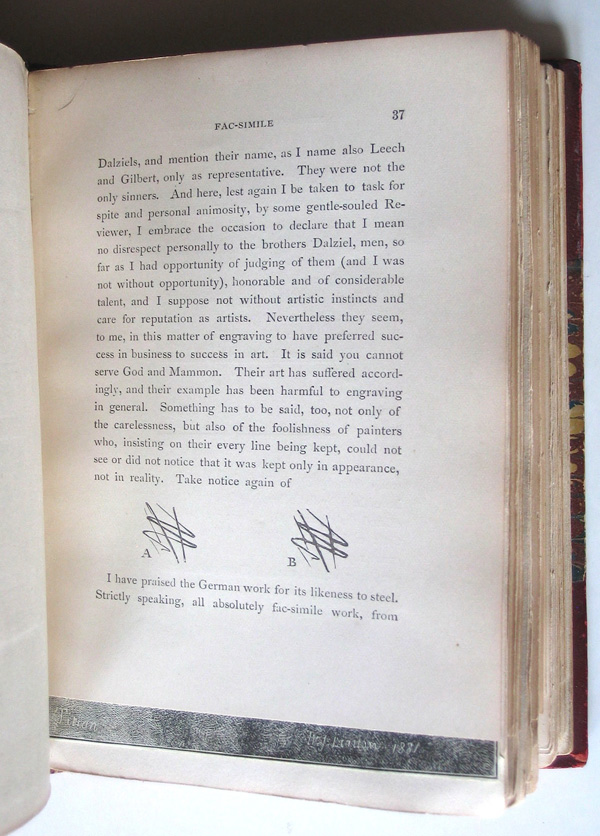 FAC-SIMILE 37
Dalziels, and mention their name, as I name also Leech
and Gilbert, only as representative. They were not the
only sinners. And here, lest again I be taken to task for
spite and personal animosity, by some gentle-souled Re-
viewer, I embrace the occasion to declare that I mean
no disrespect personally to the brothers Dalziel, men, so
far as I had opportunity of judging of them (and I was
not without opportunity), honorable and of considerable
talent, and I suppose not without artistic instincts and
care for reputation as artists. Nevertheless they seem,
to me, in this matter of engraving to have preferred suc-
cess in business to success in art. It is said you cannot
serve God and Mammon. Their art has suffered accord-
ingly, and their example has been harmful to engraving
in general. Something has to be said, too, not only of
the carelessness, but also of the foolishness of painters
who, insisting on their every line being kept, could not
see or did not notice that it was kept only in appearance,
not in reality. Take notice again of
A B
I have praised the German work for its likeness to steel.
Strictly speaking, all absolutely fac-simile work, from
Titian W.J. Linton 1871